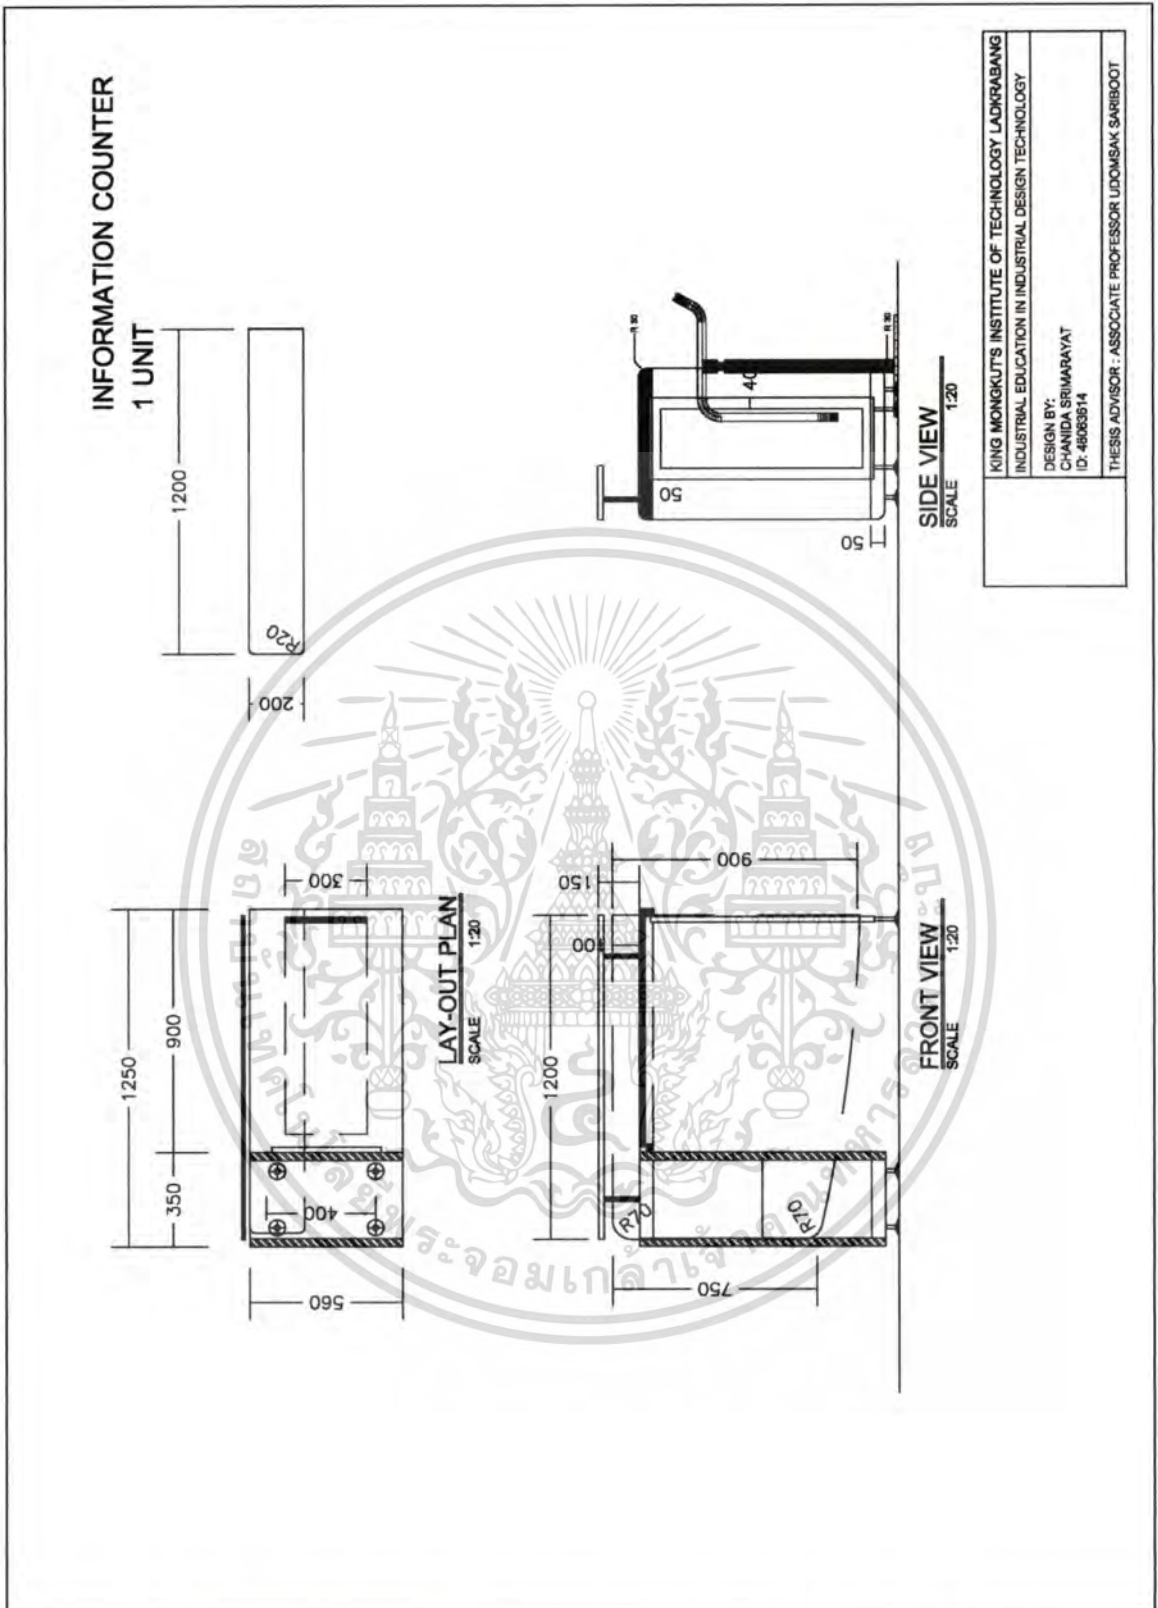 INFORMATION COUNTER
1 UNIT
1250
350
900
560
400
300
LAY-OUT PLAN
SCALE 1:20
1200
200
R20
1200
150
900
R70
R70
750
FRONT VIEW
SCALE 1:20
R 30
R 30
40
50
50
SIDE VIEW
SCALE 1:20
KING MONGKUT'S INSTITUTE OF TECHNOLOGY LADKRABANG
INDUSTRIAL EDUCATION IN INDUSTRIAL DESIGN TECHNOLOGY
DESIGN BY:
CHANIDA SRIMARAYAT
ID: 48063614
THESIS ADVISOR : ASSOCIATE PROFESSOR UDOMSAK SARIBOOT